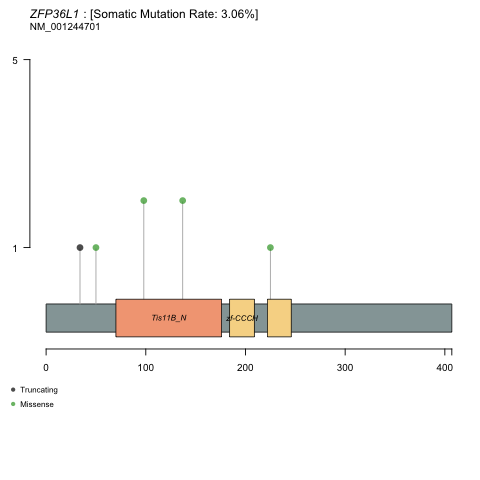 ZFP36L1 : [Somatic Mutation Rate: 3.06%]
NM_001244701
5
1
Tis11B_N
zf-CCCH
0 100 200 300 400
Truncating
Missense